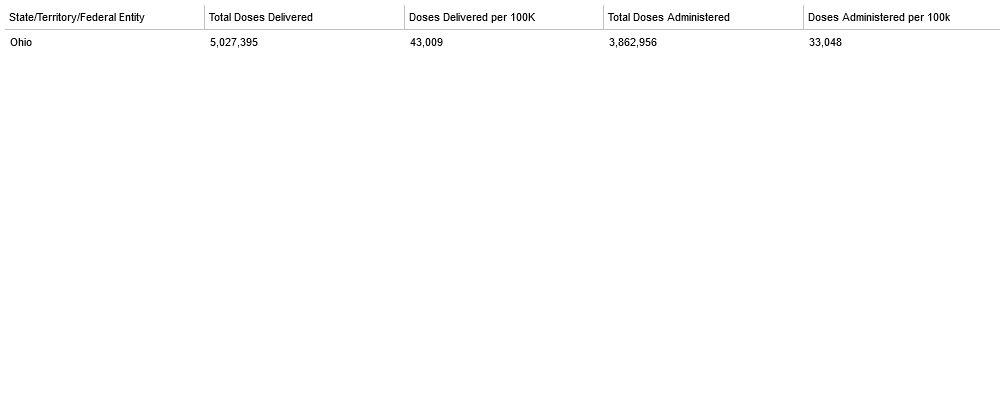 State/Territory/Federal Entity Total Doses Delivered Doses Delivered per 100K Total Doses Administered Doses Administered per 100k
Ohio 5,027,395 43,009 3,862,956 33,048